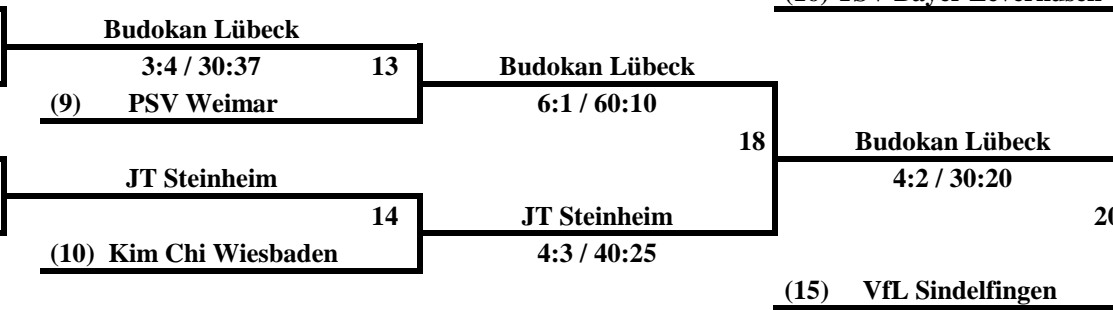 Budokan Lübeck
3:4 / 30:37 13
(9) PSV Weimar
JT Steinheim
14
(10) Kim Chi Wiesbaden
Budokan Lübeck
6:1 / 60:10
18
JT Steinheim
4:3 / 40:25
Budokan Lübeck
4:2 / 30:20
(15) VfL Sindelfingen